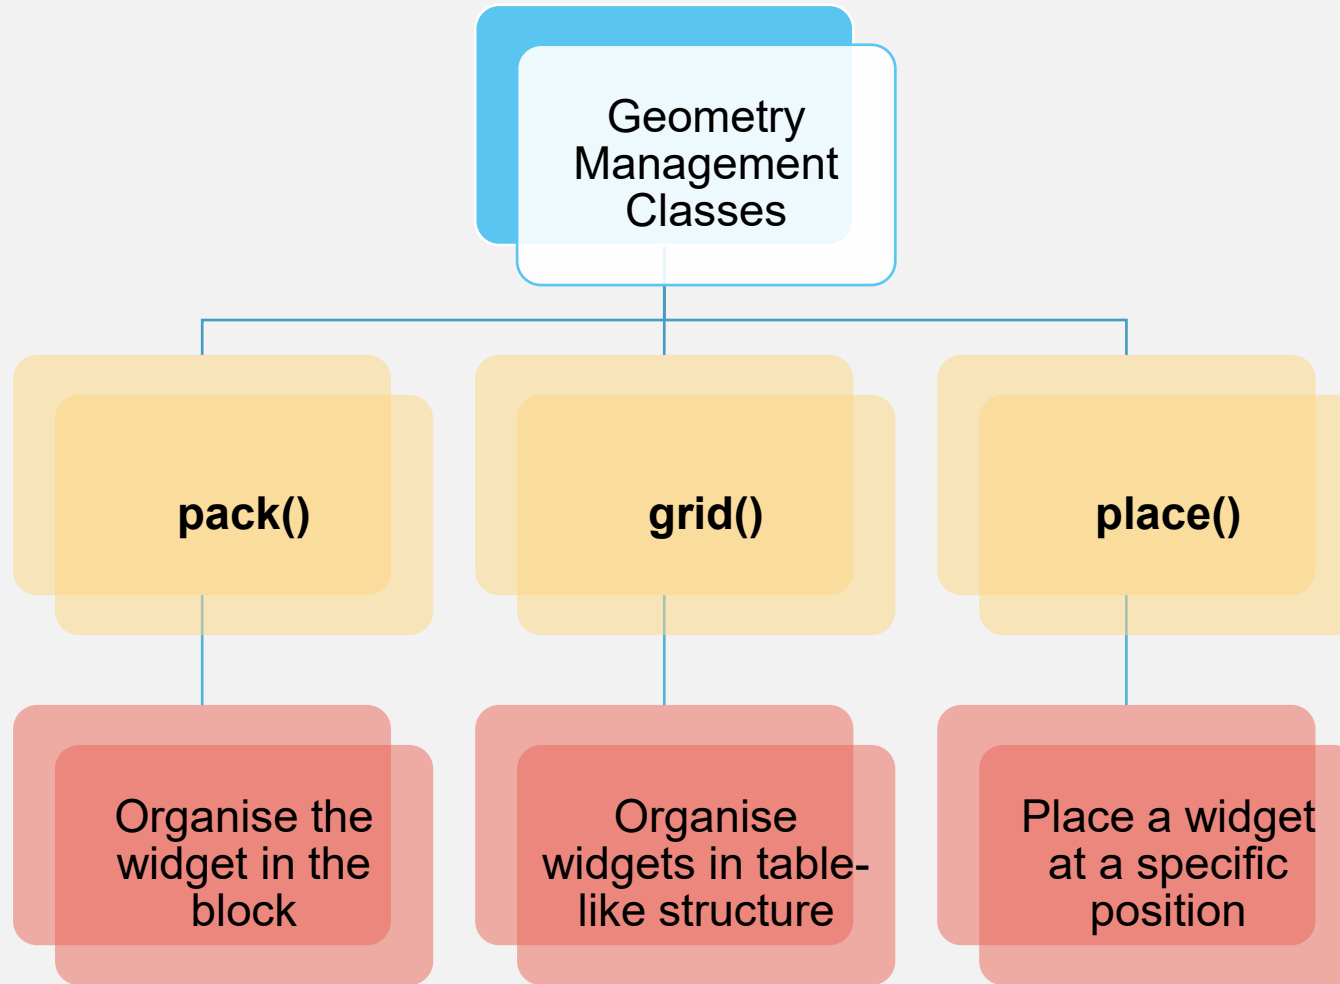 Geometry
Management
Classes
pack()
grid()
place()
Organise the
widget in the
block
Organise
widgets in table-
like structure
Place a widget
at a specific
position